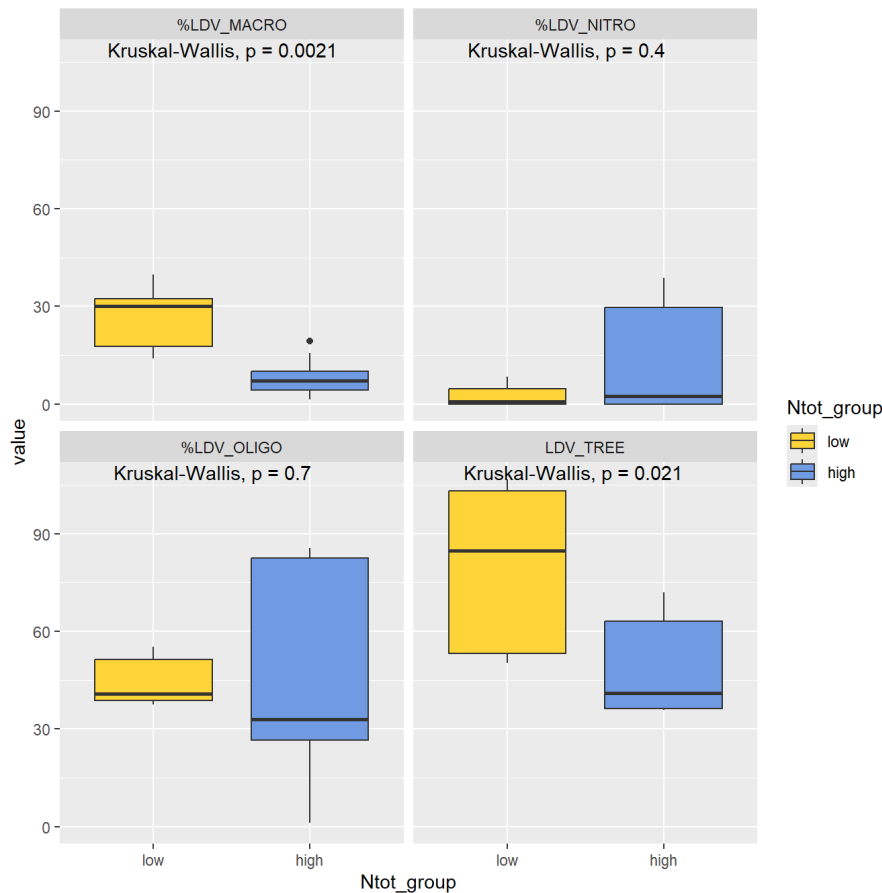 %LDV_MACRO
%LDV_NITRO
Kruskal-Wallis, p = 0.0021
Kruskal-Wallis, p = 0.4
90
60
30
0
%LDV_OLIGO
LDV_TREE
Kruskal-Wallis, p = 0.7
Kruskal-Wallis, p = 0.021
90
60
30
0
value
low
high
low
high
Ntot_group
Ntot_group
low
high